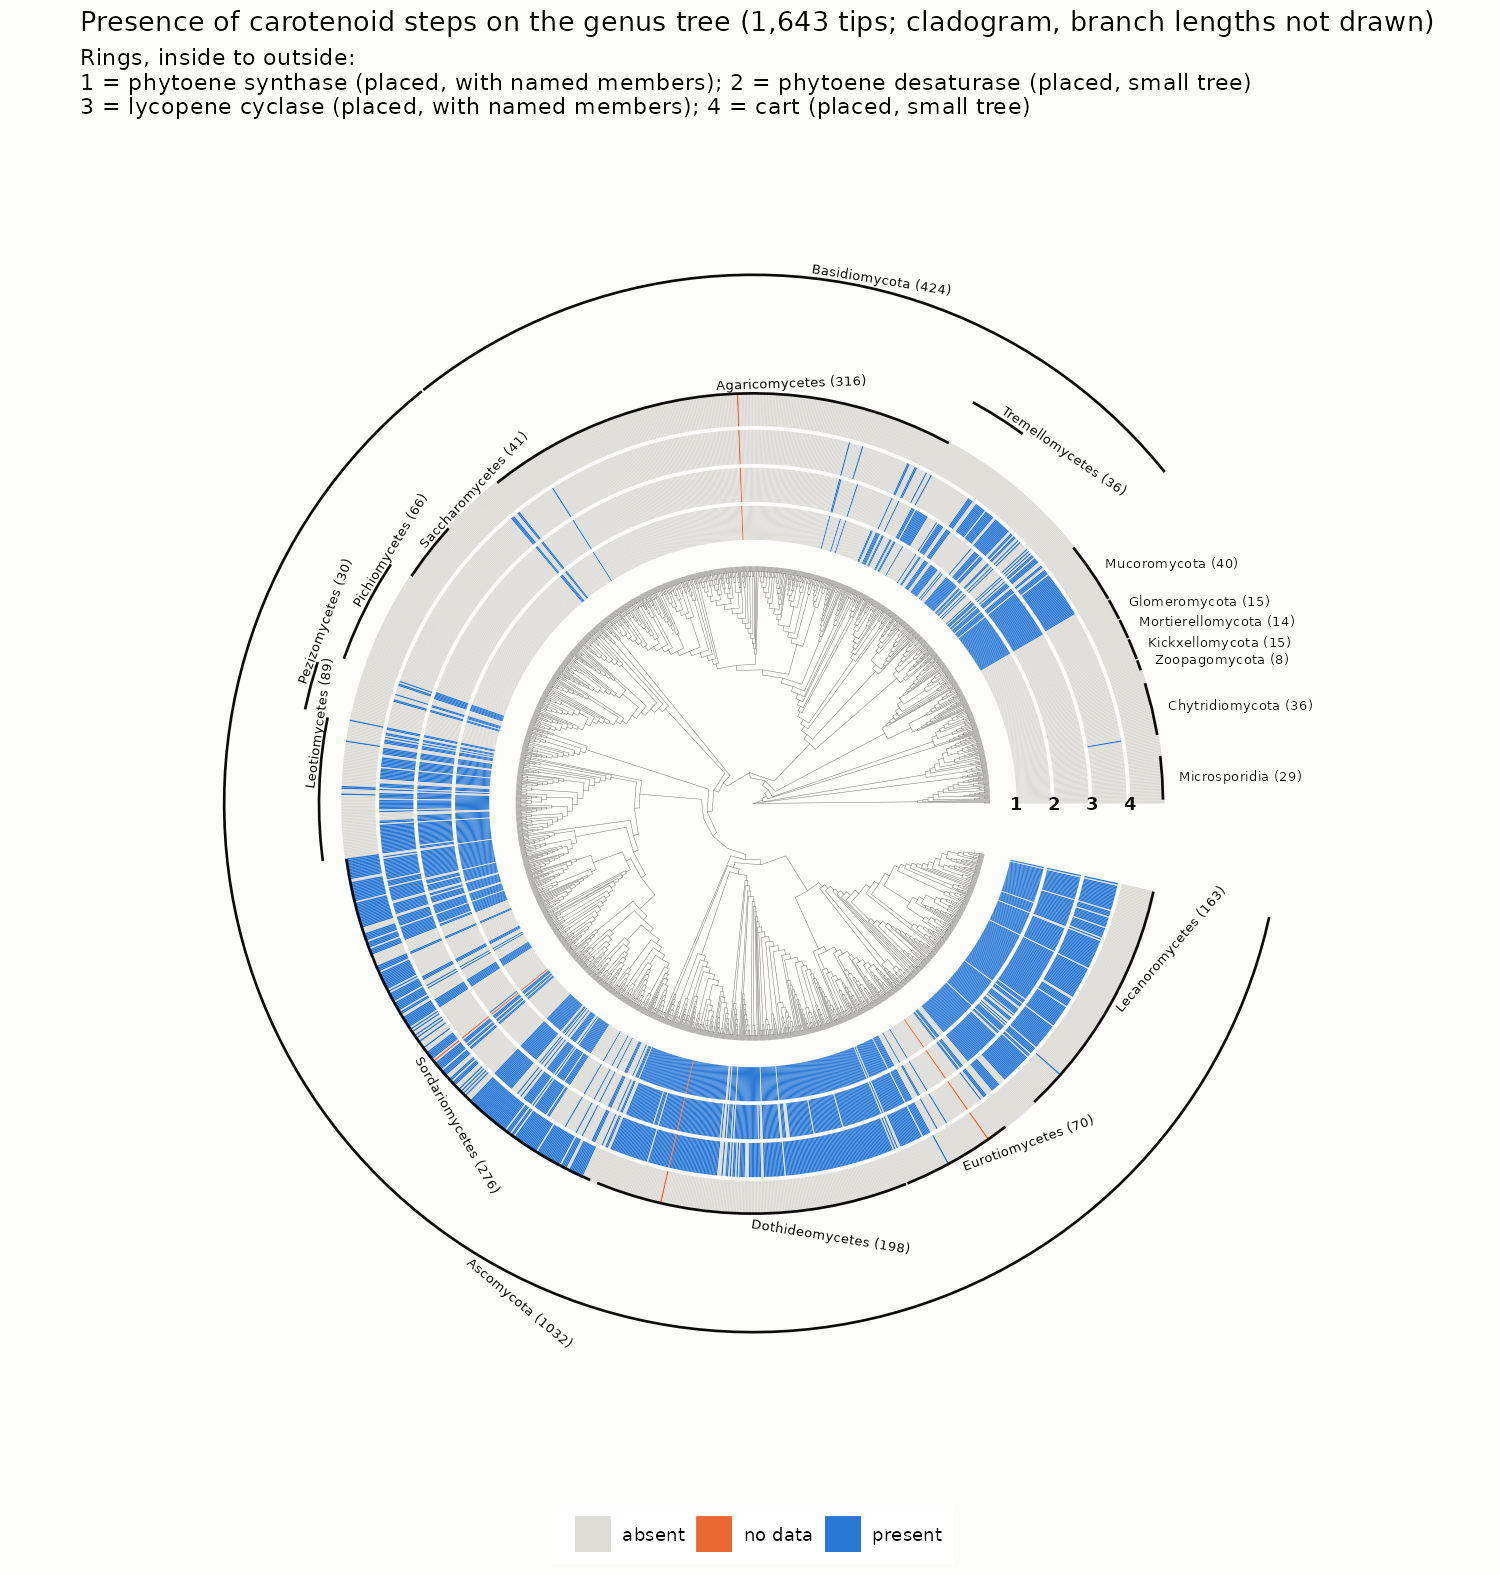 Presence of carotenoid steps on the genus tree (1,643 tips; cladogram, branch lengths not drawn)
Rings, inside to outside:
1 = phytoene synthase (placed, with named members); 2 = phytoene desaturase (placed, small tree)
3 = lycopene cyclase (placed, with named members); 4 = cart (placed, small tree)
Basidiomycota (424)
Agaricomycetes (316)
Tremellomycetes (36)
Saccharomycetes (41)
Pichiomycetes (66)
Pezizomycetes (30)
Leotiomycetes (89)
Mucoromycota (40)
Glomeromycota (15)
Mortierellomycota (14)
Kickxellomycota (15)
Zoopagomycota (8)
Chytridiomycota (36)
Microsporidia (29)
1 2 3 4
Lecanoromycetes (163)
Eurotiomycetes (70)
Dothideomycetes (198)
Sordariomycetes (276)
Ascomycota (1032)
absent
no data
present